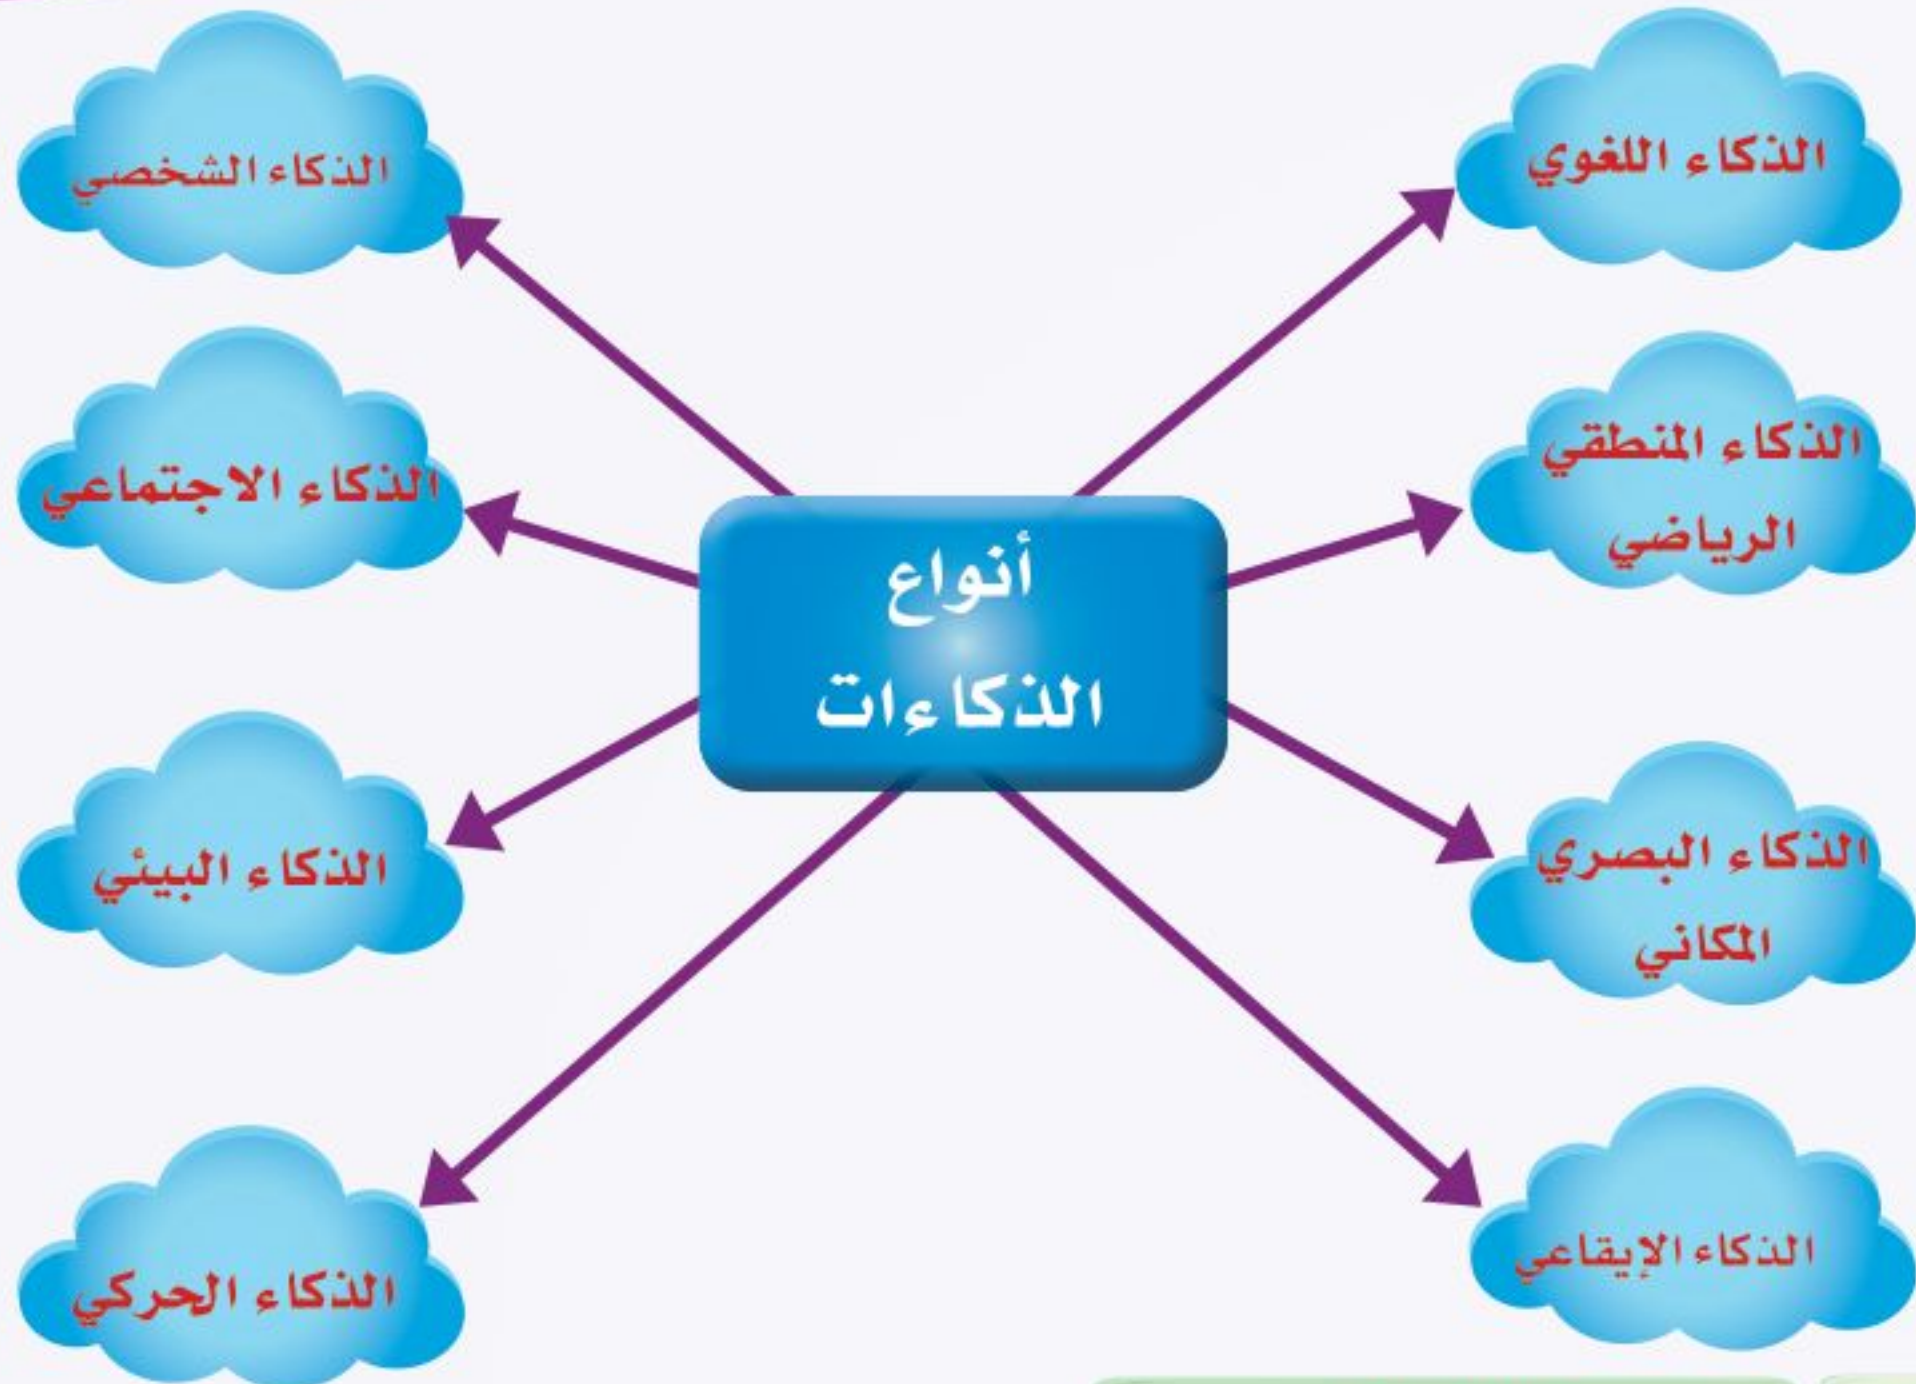 أنواع
الذكاءات
الذكاء اللغوي
الذكاء المنطقي
الرياضي
الذكاء البصري
المكاني
الذكاء الإيقاعي
الذكاء الشخصي
الذكاء الاجتماعي
الذكاء البيئي
الذكاء الحركي